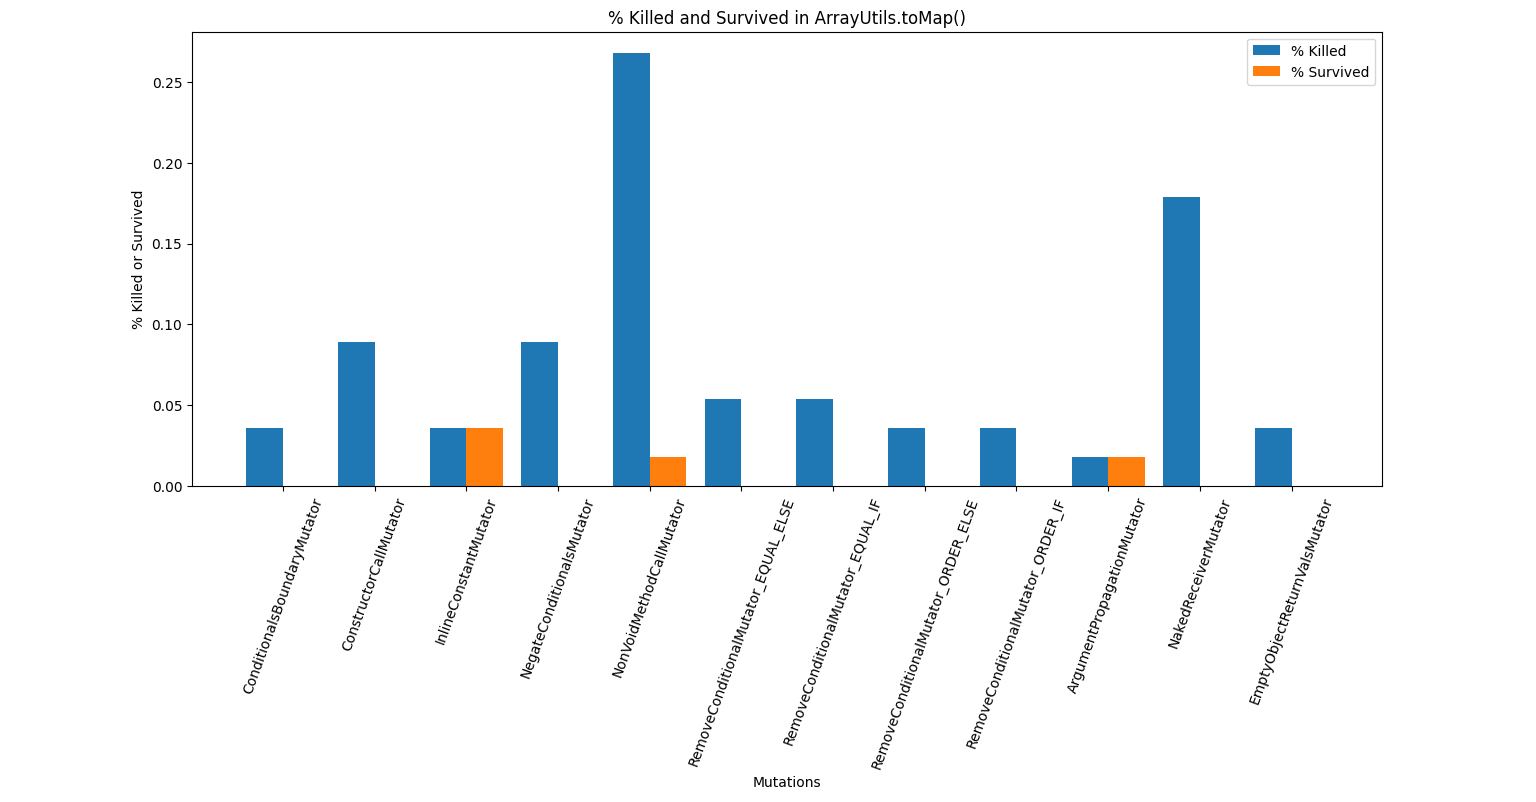 % Killed and Survived in ArrayUtils.toMap()
% Killed
% Survived
% Killed or Survived
0.25
0.20
0.15
0.10
0.05
0.00
ConditionalsBoundaryMutator
ConstructorCallMutator
InlineConstantMutator
NegateConditionalsMutator
NonVoidMethodCallMutator
RemoveConditionalMutator_EQUAL_ELSE
RemoveConditionalMutator_EQUAL_IF
RemoveConditionalMutator_ORDER_ELSE
RemoveConditionalMutator_ORDER_IF
ArgumentPropagationMutator
NakedReceiverMutator
EmptyObjectReturnValsMutator
Mutations